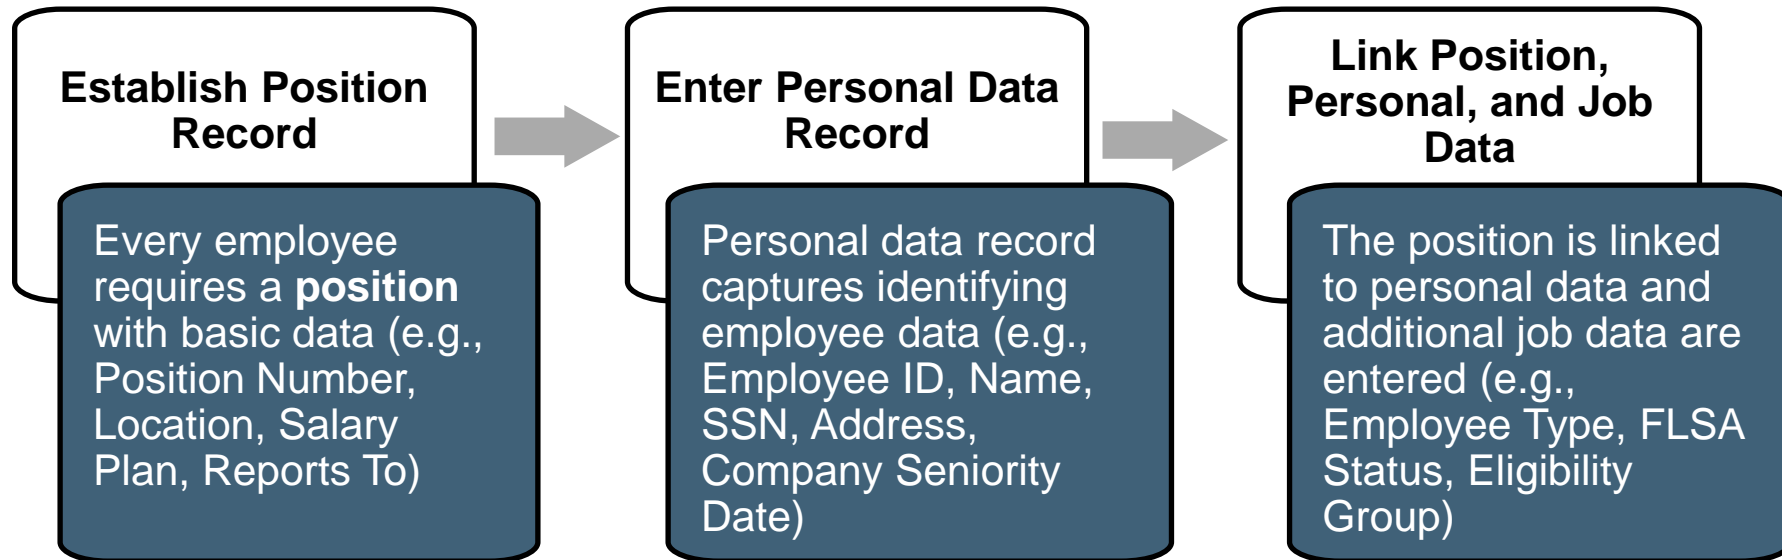 Establish Position
Record
Every employee
requires a position
with basic data (e.g.,
Position Number,
Location, Salary
Plan, Reports To)
Enter Personal Data
Record
Personal data record
captures identifying
employee data (e.g.,
Employee ID, Name,
SSN, Address,
Company Seniority
Date)
Link Position,
Personal, and Job
Data
The position is linked
to personal data and
additional job data are
entered (e.g.,
Employee Type, FLSA
Status, Eligibility
Group)